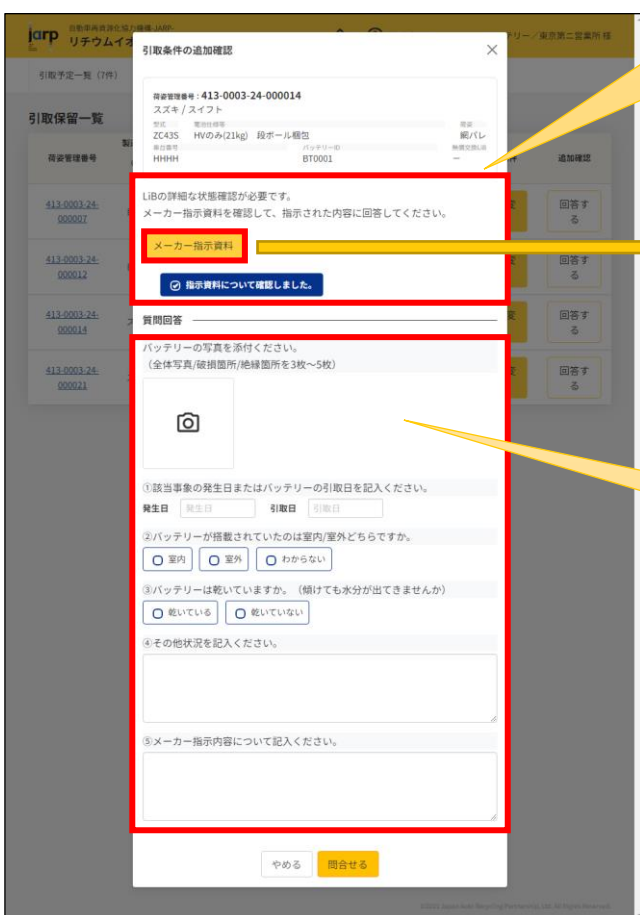 jarp
自動車再資源化協力機構-JARP-
リチウムイオ
テリー／東京第二営業所 様
引取予定一覧（7件）
引取保留一覧
荷姿管理番号
追加確認
413-0003-24-
000007
回答す
る
413-0003-24-
000012
回答す
る
413-0003-24-
000014
回答す
る
413-0003-24-
000021
回答す
る
引取条件の追加確認
荷姿管理番号：413-0003-24-000014
スズキ / スイフト
型式 電池仕様等 荷姿
ZC43S HVのみ(21kg) 段ボール梱包 網パレ
車台番号 バッテリーID
HHHH BT0001 −
LiBの詳細な状態確認が必要です。
メーカー指示資料を確認して、指示された内容に回答してください。
メーカー指示資料
指示資料について確認しました。
質問回答
バッテリーの写真を添付ください。
（全体写真/破損箇所/絶縁箇所を3枚～5枚）
①該当事象の発生日またはバッテリーの引取日を記入ください。
発生日 発生日 引取日 引取日
②バッテリーが搭載されていたのは室内/室外どちらですか。
室内 室外 わからない
③バッテリーは乾いていますか。（傾けても水分が出てきませんか）
乾いている 乾いていない
④その他状況を記入ください。
⑤メーカー指示内容について記入ください。
やめる 問合せる